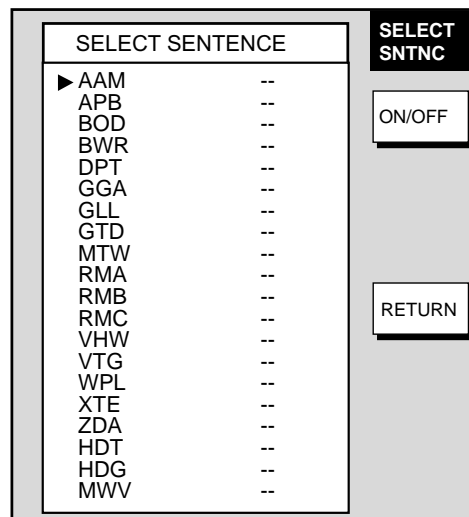 SELECT SENTENCE
▶ AAM --
APB --
BOD --
BWR --
DPT --
GGA --
GLL --
GTD --
MTW --
RMA --
RMB --
RMC --
VHW --
VTG --
WPL --
XTE --
ZDA --
HDT --
HDG --
MWV --
SELECT
SNTNC
ON/OFF
RETURN